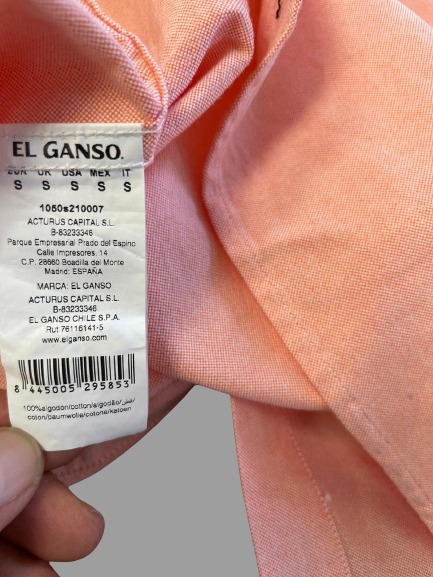 EL GANSO.
EUR UK USA MEX IT
S S S S S
1050s210007
ACTURUS CAPITAL S.L.
B-83233346
Parque Empresarial Prado del Espino
Calle Impresores, 14
C.P. 28660 Boadilla del Monte
Madrid: ESPAÑA
MARCA: EL GANSO
ACTURUS CAPITAL S.L.
B-83233346
EL GANSO CHILE S.P.A.
Rut 76116141-5
www.elganso.com
8 445005 295853
100%algodon/cotton/algodão/قطن/
coton/baumwolle/cotone/katoen/